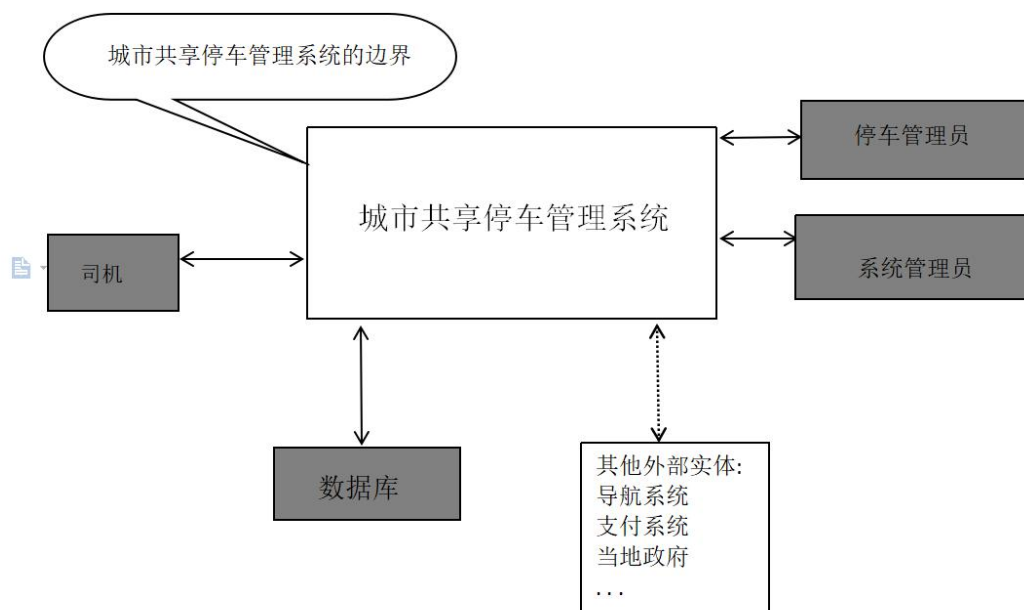 城市共享停车管理系统的边界
停车管理员
城市共享停车管理系统
系统管理员
司机
数据库
其他外部实体:
导航系统
支付系统
当地政府
...